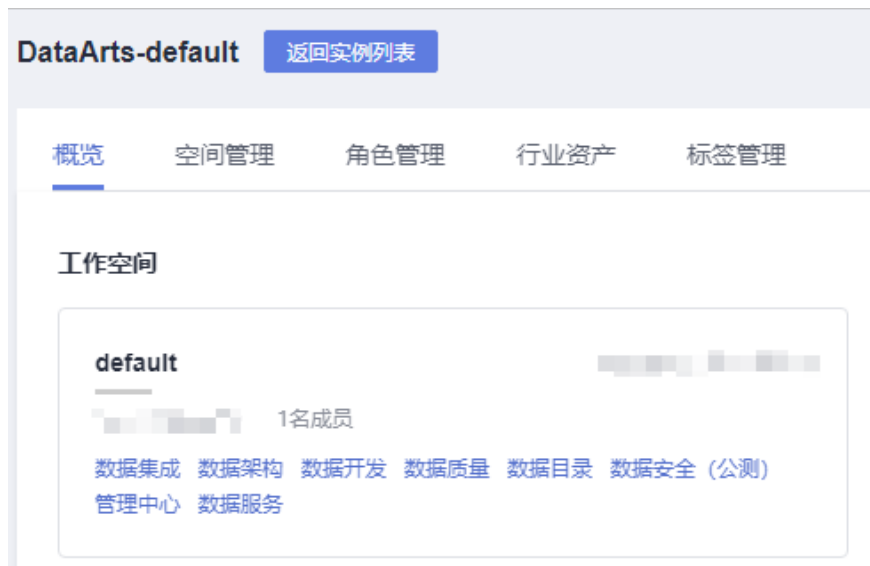 DataArts-default 返回实例列表
概览 空间管理 角色管理 行业资产 标签管理
工作空间
default
1名成员
数据集成 数据架构 数据开发 数据质量 数据目录 数据安全（公测）
管理中心 数据服务